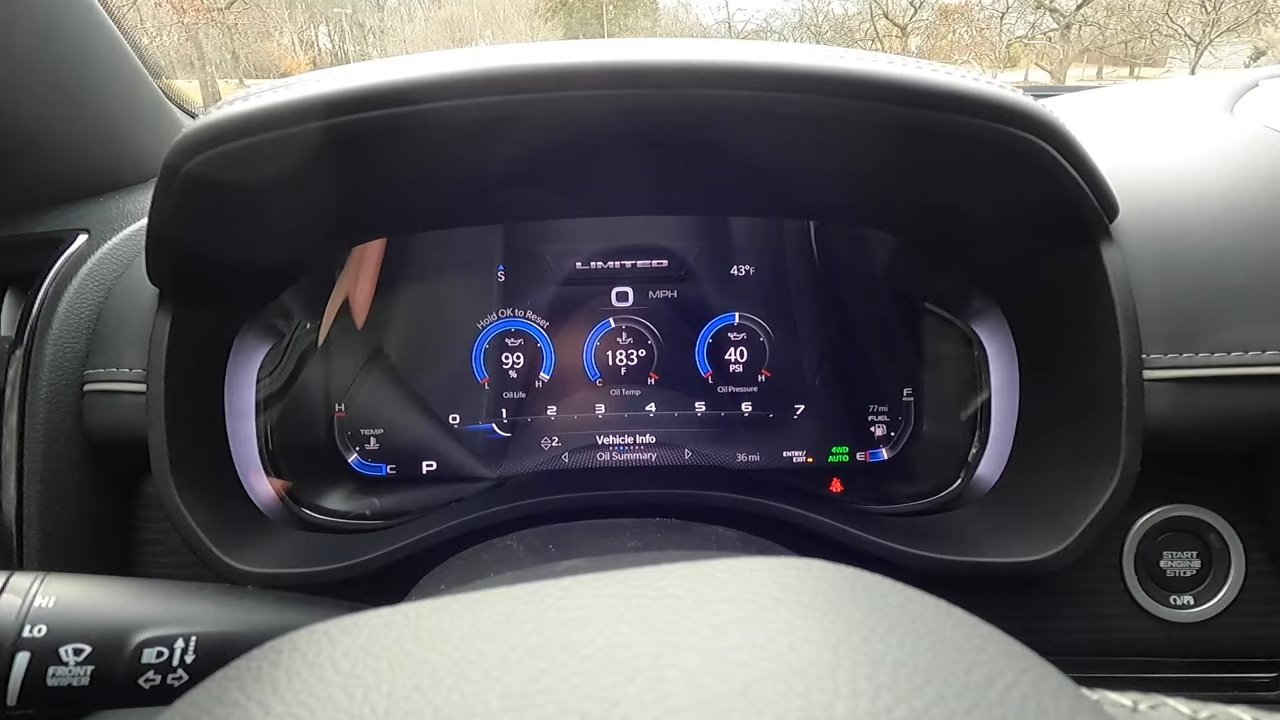 LIMITED
S
43°F
0 MPH
Hold OK to Reset
99
%
L H
Oil Life
183°
F
C H
Oil Temp
40
PSI
L H
Oil Pressure
0 1 2 3 4 5 6 7
H
TEMP
C
P
2.
Vehicle Info
Oil Summary
36 mi
ENTRY/
EXIT
4WD
AUTO
F
77 mi
FUEL
E
START
ENGINE
STOP
HI
LO
FRONT
WIPER